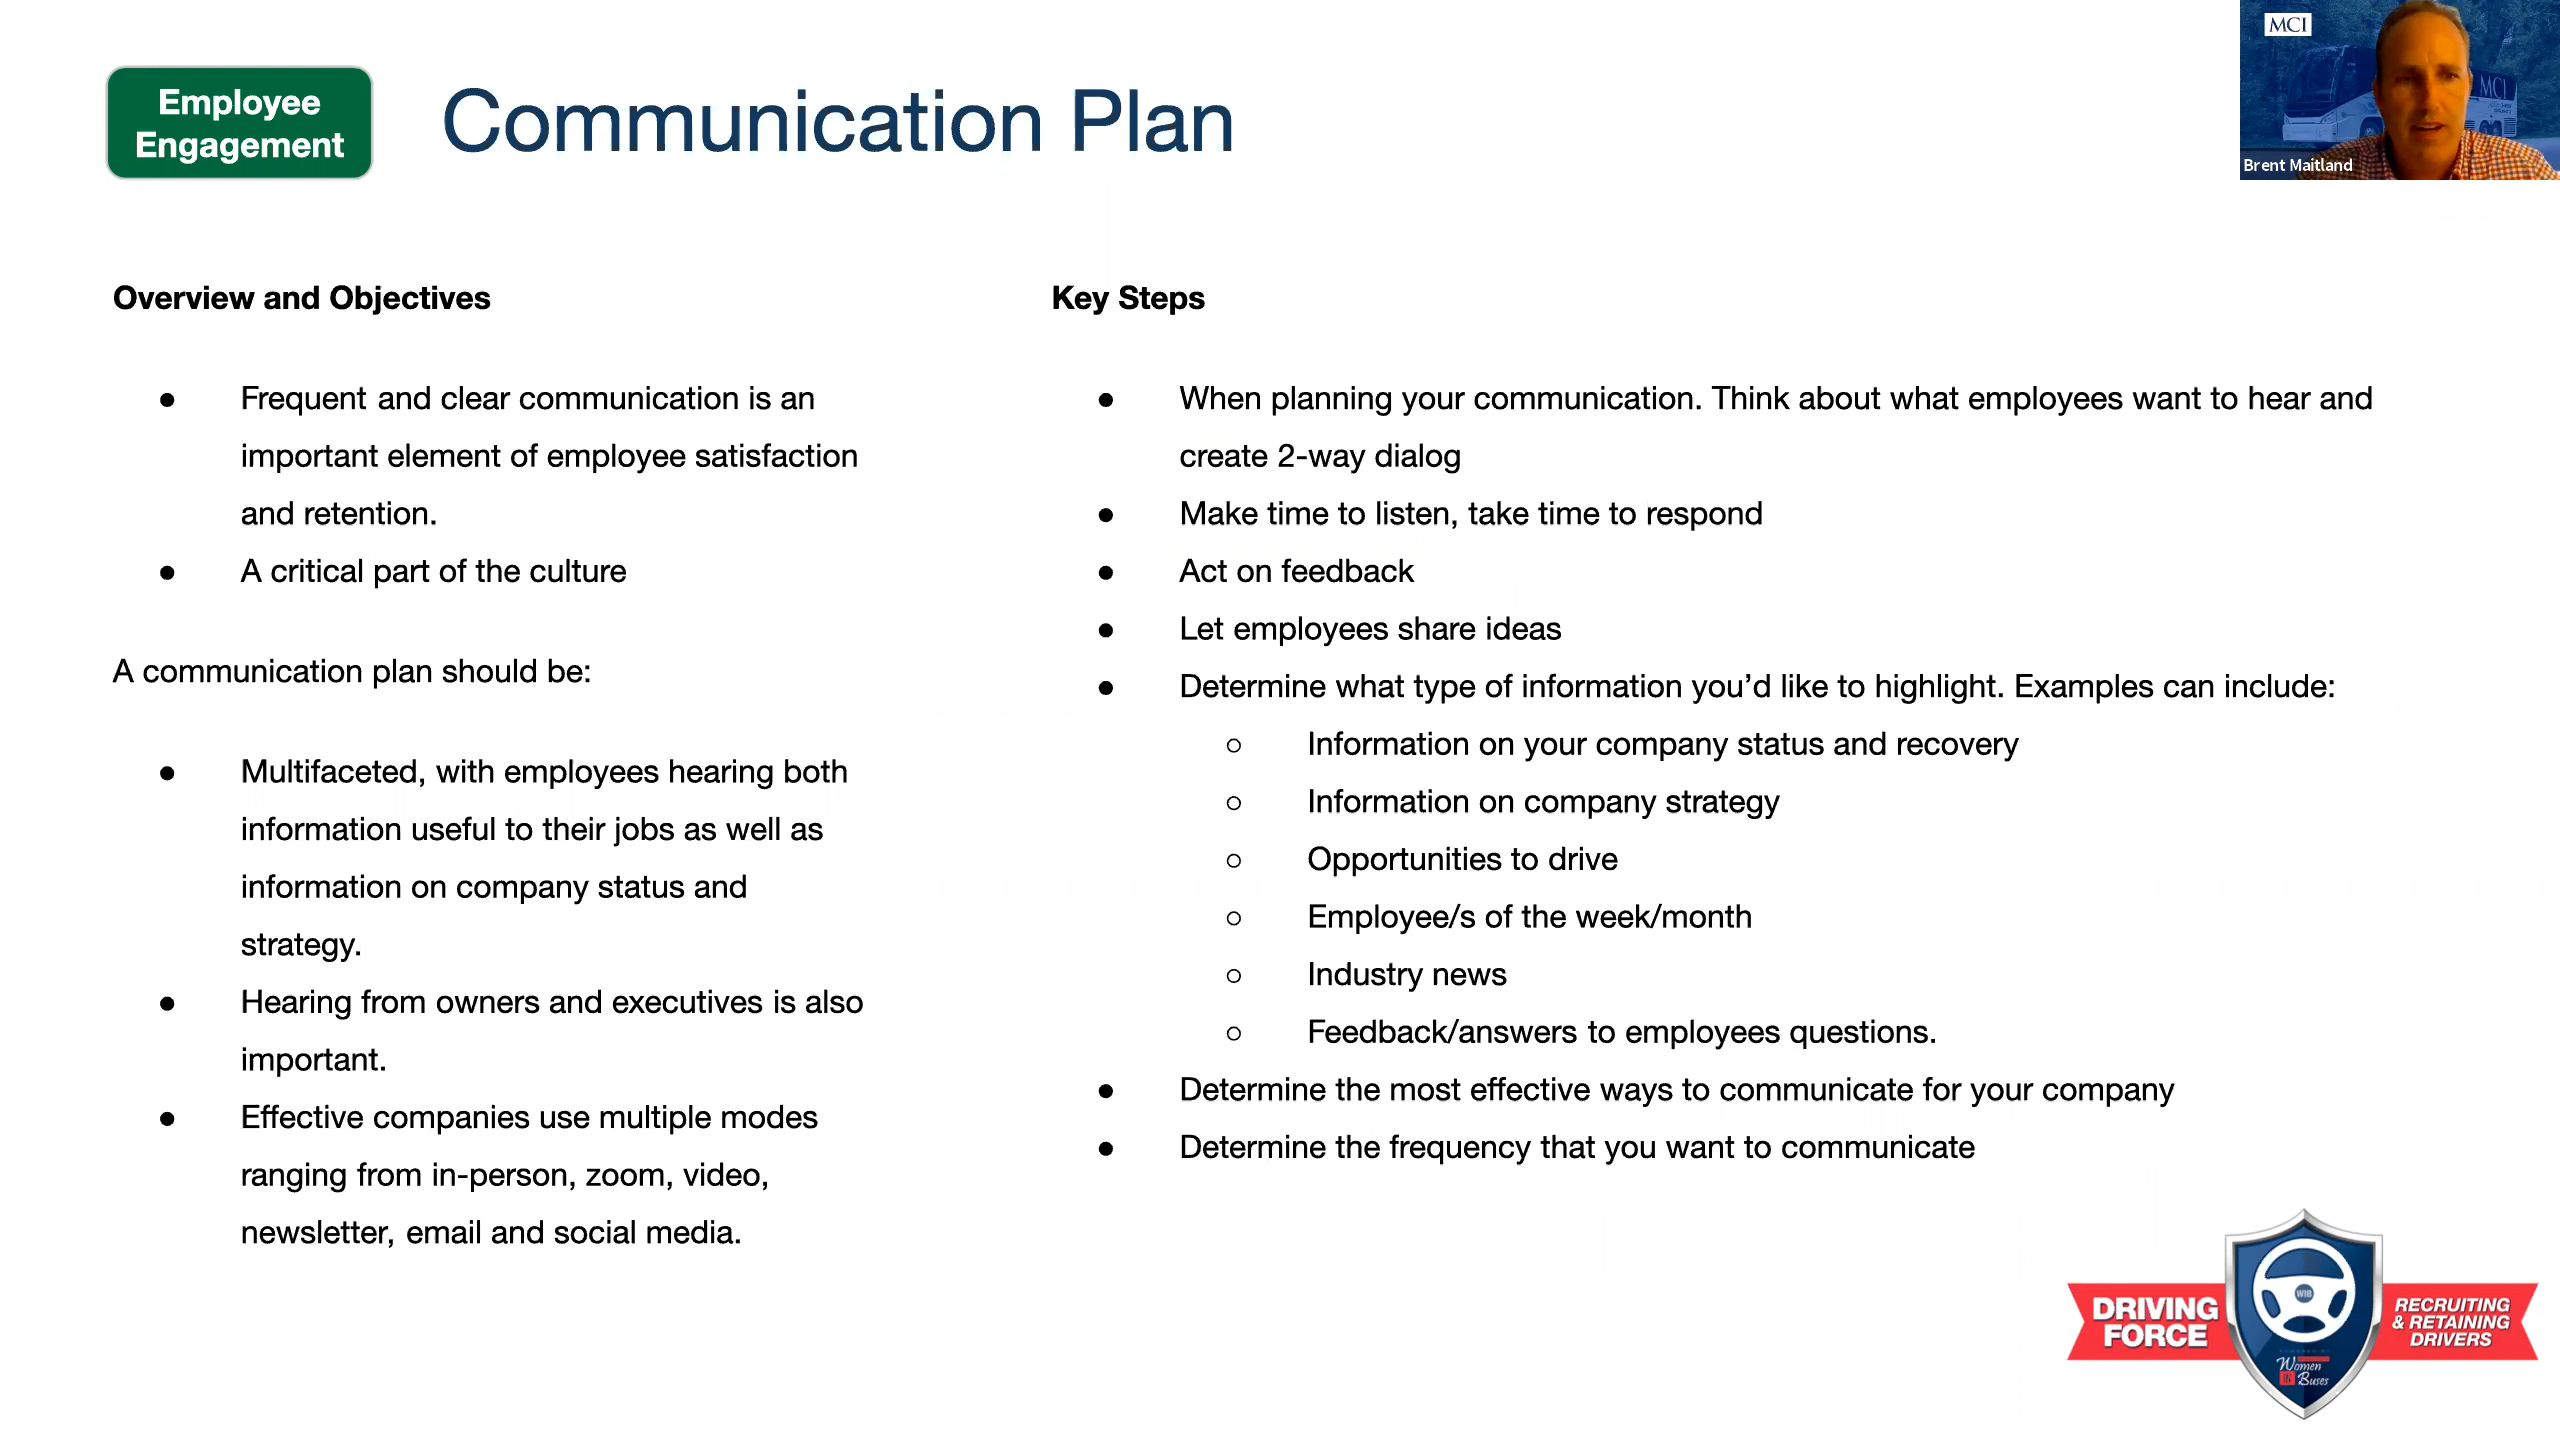 MCI
MCI
Brent Maitland
Employee
Engagement
Communication Plan
Overview and Objectives
● Frequent and clear communication is an
important element of employee satisfaction
and retention.
● A critical part of the culture
A communication plan should be:
● Multifaceted, with employees hearing both
information useful to their jobs as well as
information on company status and
strategy.
● Hearing from owners and executives is also
important.
● Effective companies use multiple modes
ranging from in-person, zoom, video,
newsletter, email and social media.
Key Steps
● When planning your communication. Think about what employees want to hear and
create 2-way dialog
● Make time to listen, take time to respond
● Act on feedback
● Let employees share ideas
● Determine what type of information you’d like to highlight. Examples can include:
○ Information on your company status and recovery
○ Information on company strategy
○ Opportunities to drive
○ Employee/s of the week/month
○ Industry news
○ Feedback/answers to employees questions.
● Determine the most effective ways to communicate for your company
● Determine the frequency that you want to communicate
DRIVING
FORCE
WIB
POWERED BY
Women
IN
Buses
RECRUITING
& RETAINING
DRIVERS